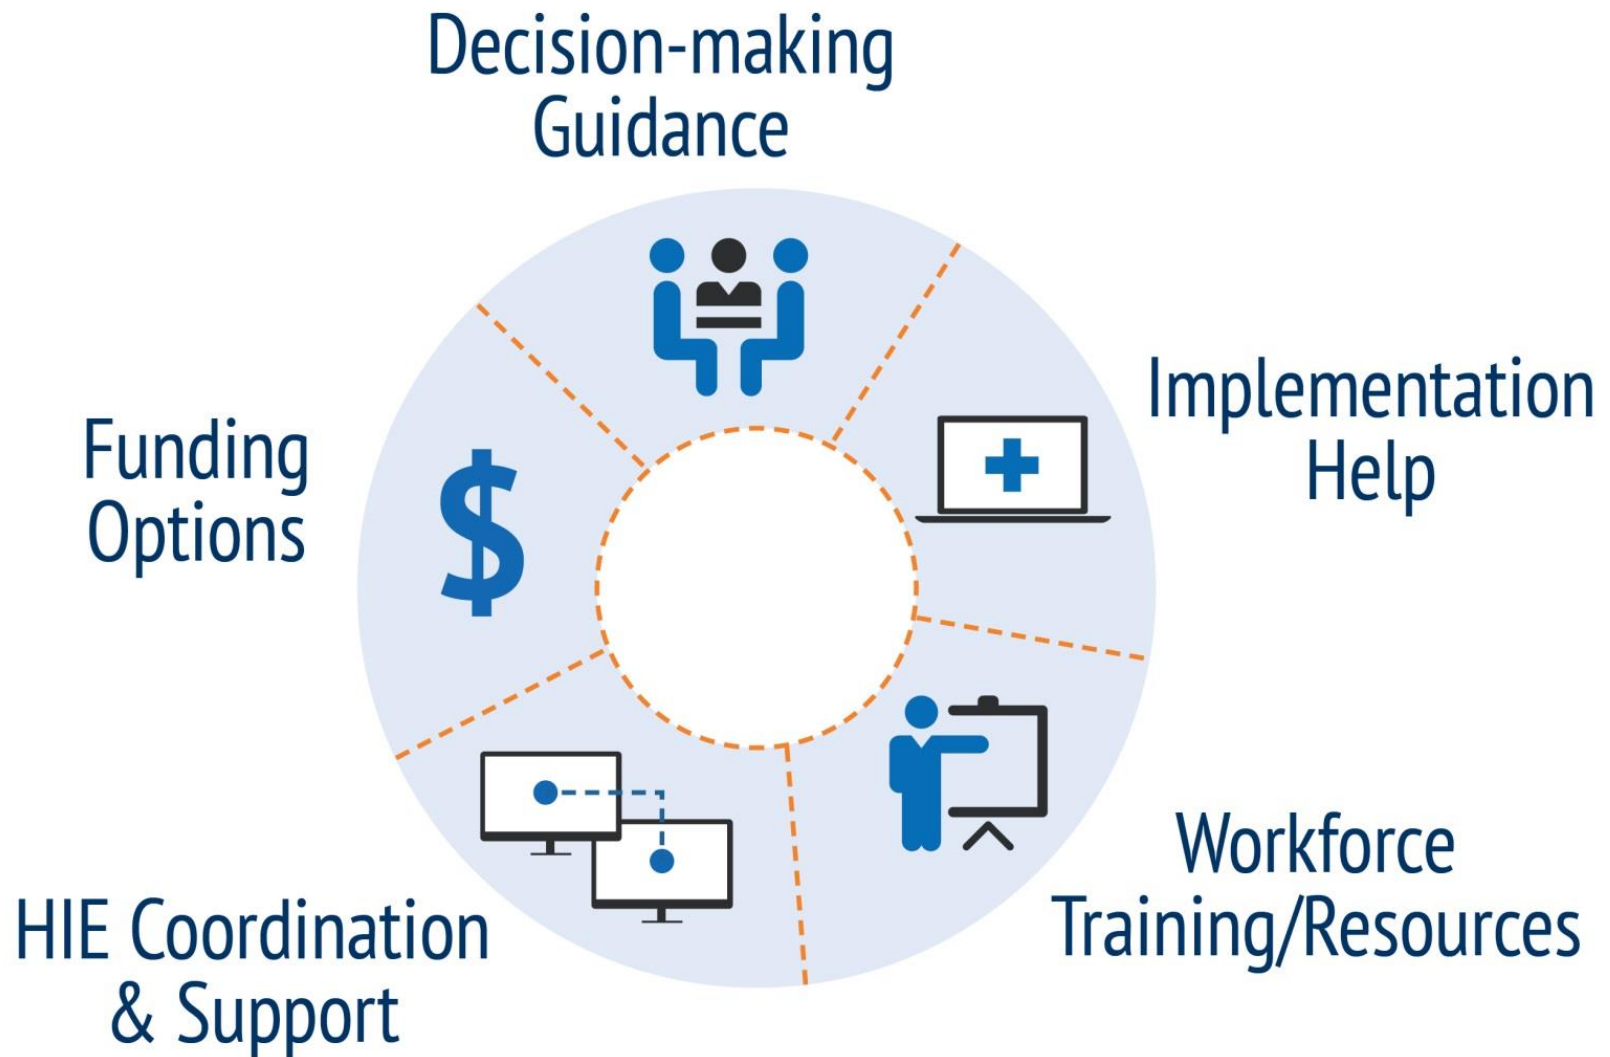 Decision-making
Guidance
Implementation
Help
Funding
Options
Workforce
Training/Resources
HIE Coordination
& Support